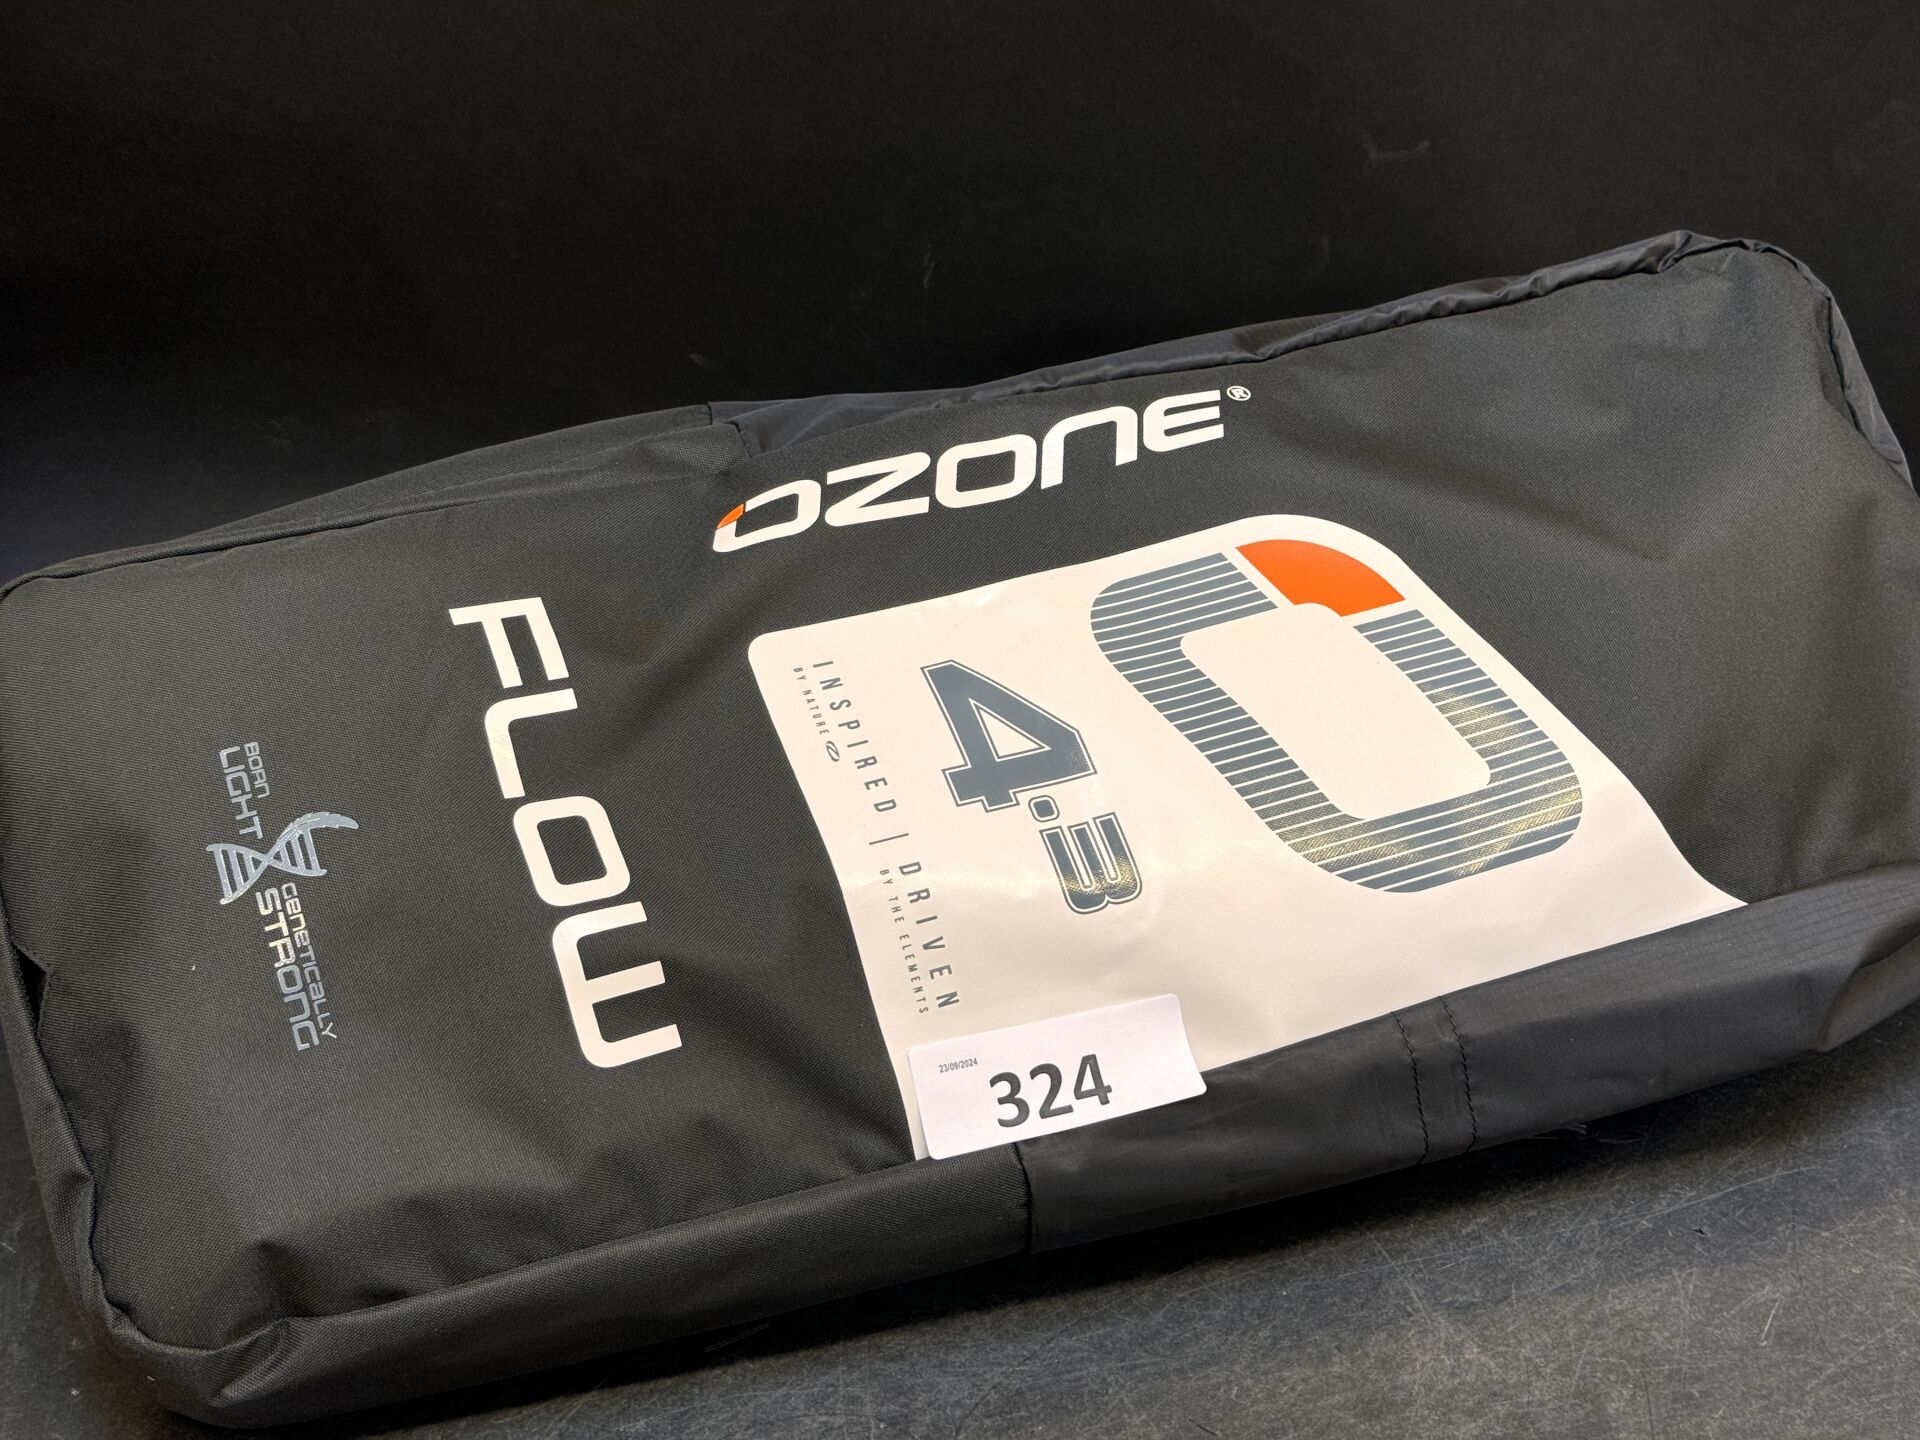 OZONE®
FLOW
4.3
INSPIRED | DRIVEN
BY NATURE BY THE ELEMENTS
BORN
LIGHT
GENETICALLY
STRONG
23/09/2024
324